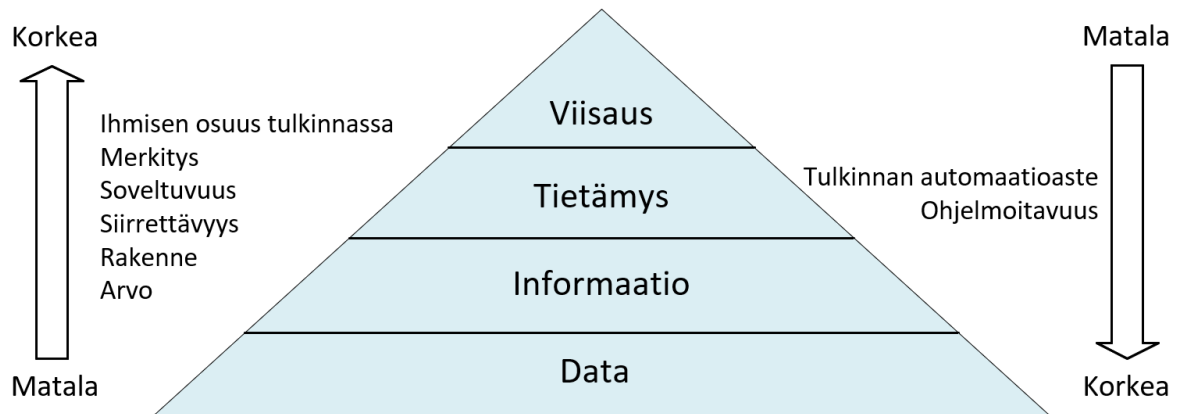 Korkea
Matala
Ihmisen osuus tulkinnassa
Merkitys
Soveltuvuus
Siirrettävyys
Rakenne
Arvo
Viisaus
Tietämys
Informaatio
Data
Tulkinnan automaatioaste
Ohjelmoitavuus
Matala
Korkea